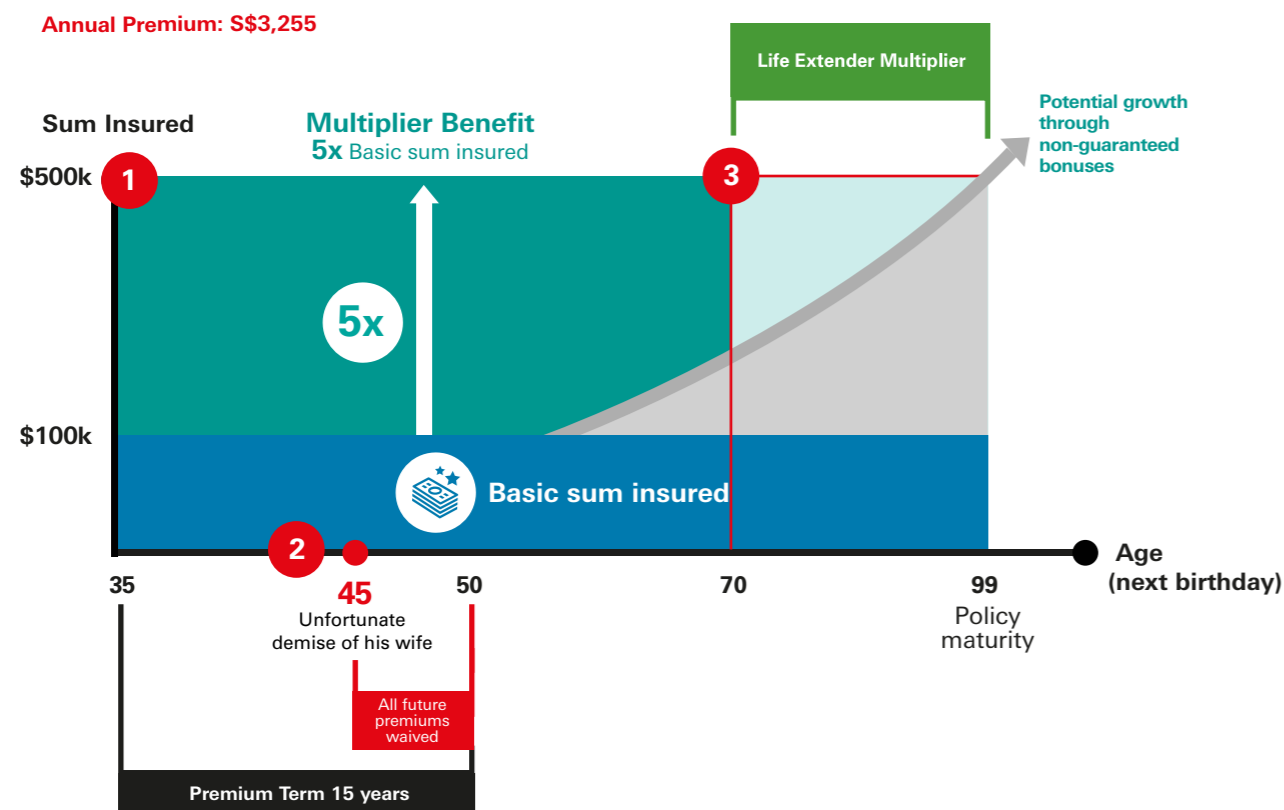 Annual Premium: S$3,255
Life Extender Multiplier
Potential growth
through
non-guaranteed
bonuses
Sum Insured
Multiplier Benefit
5x Basic sum insured
$500k
1
3
5x
$100k
Basic sum insured
2
Age
(next birthday)
35
45
50
70
99
Unfortunate
demise of his wife
Policy
maturity
All future
premiums
waived
Premium Term 15 years